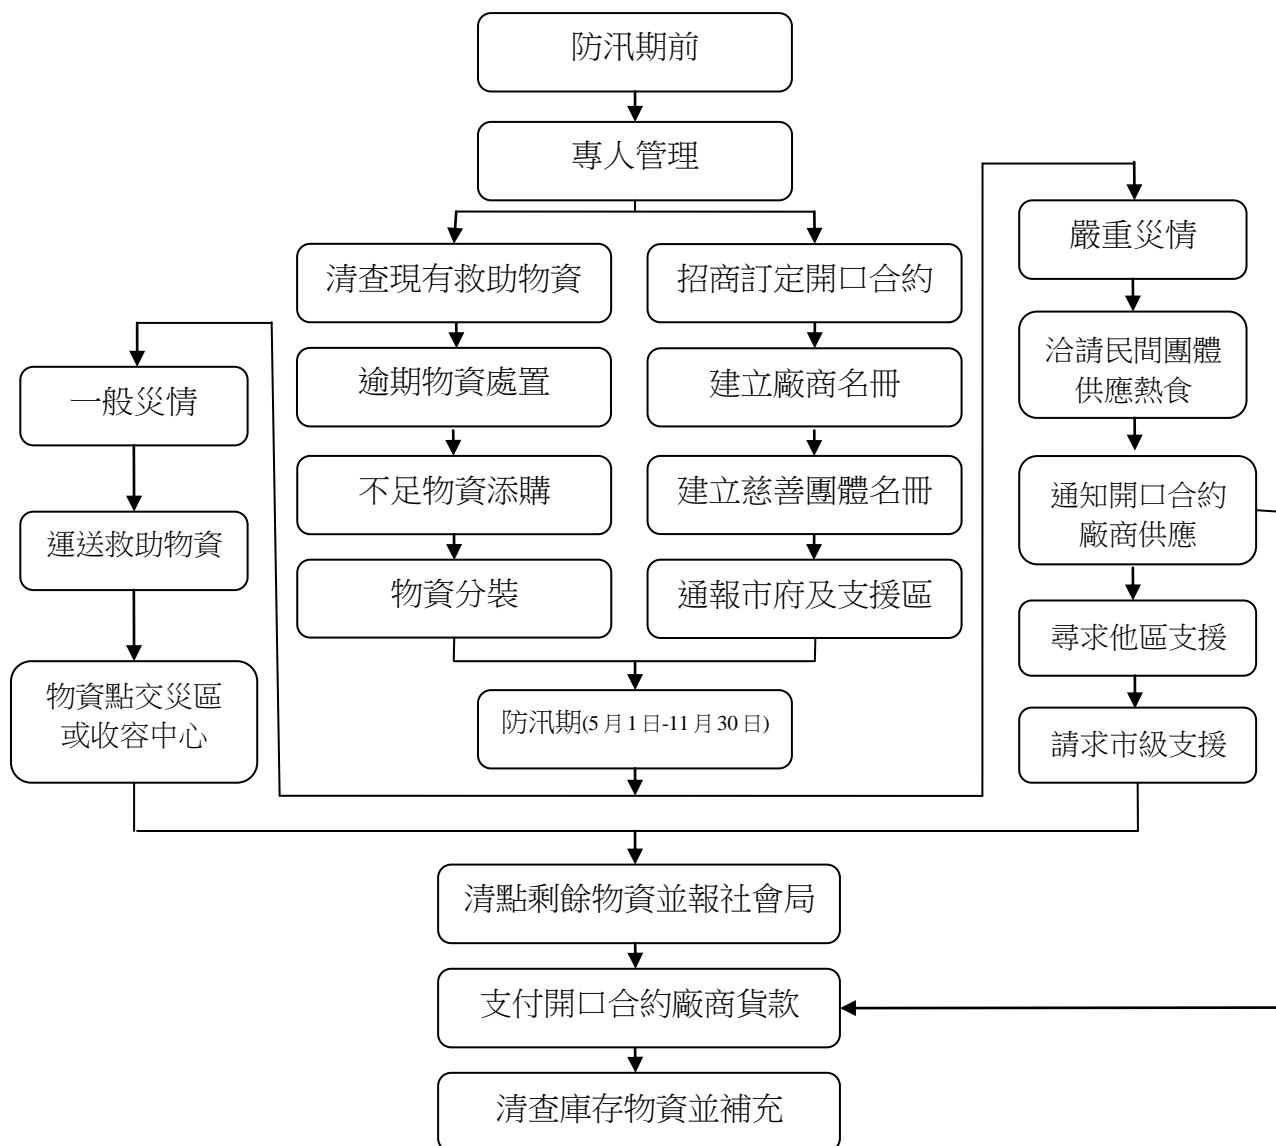 防汛期前
專人管理
清查現有救助物資
逾期物資處置
不足物資添購
物資分裝
招商訂定開口合約
建立廠商名冊
建立慈善團體名冊
通報市府及支援區
防汛期(5月1日-11月30日)
一般災情
運送救助物資
物資點交災區
或收容中心
嚴重災情
洽請民間團體
供應熱食
通知開口合約
廠商供應
尋求他區支援
請求市級支援
清點剩餘物資並報社會局
支付開口合約廠商貨款
清查庫存物資並補充